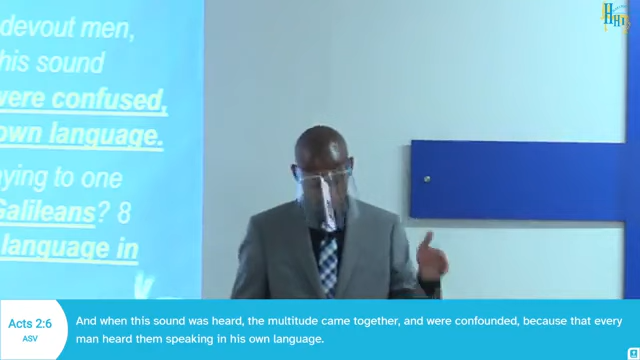 devout men,
his sound
were confused,
own language.
ying to one
Galileans? 8
language in
HHI
Acts 2:6
ASV
And when this sound was heard, the multitude came together, and were confounded, because that every
man heard them speaking in his own language.